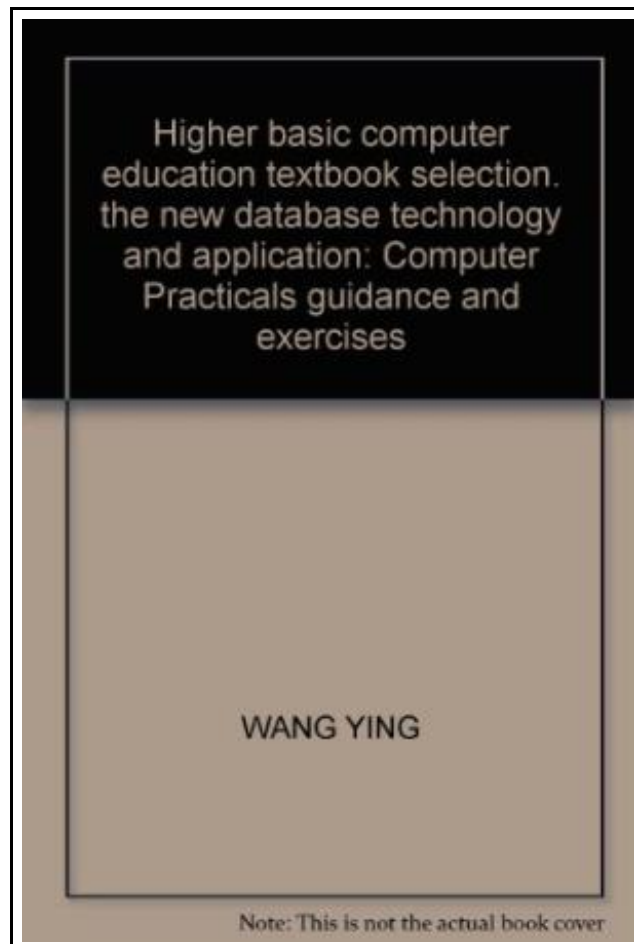 Higher basic computer
education textbook selection.
the new database technology
and application: Computer
Practicals guidance and
exercises
WANG YING
Note: This is not the actual book cover